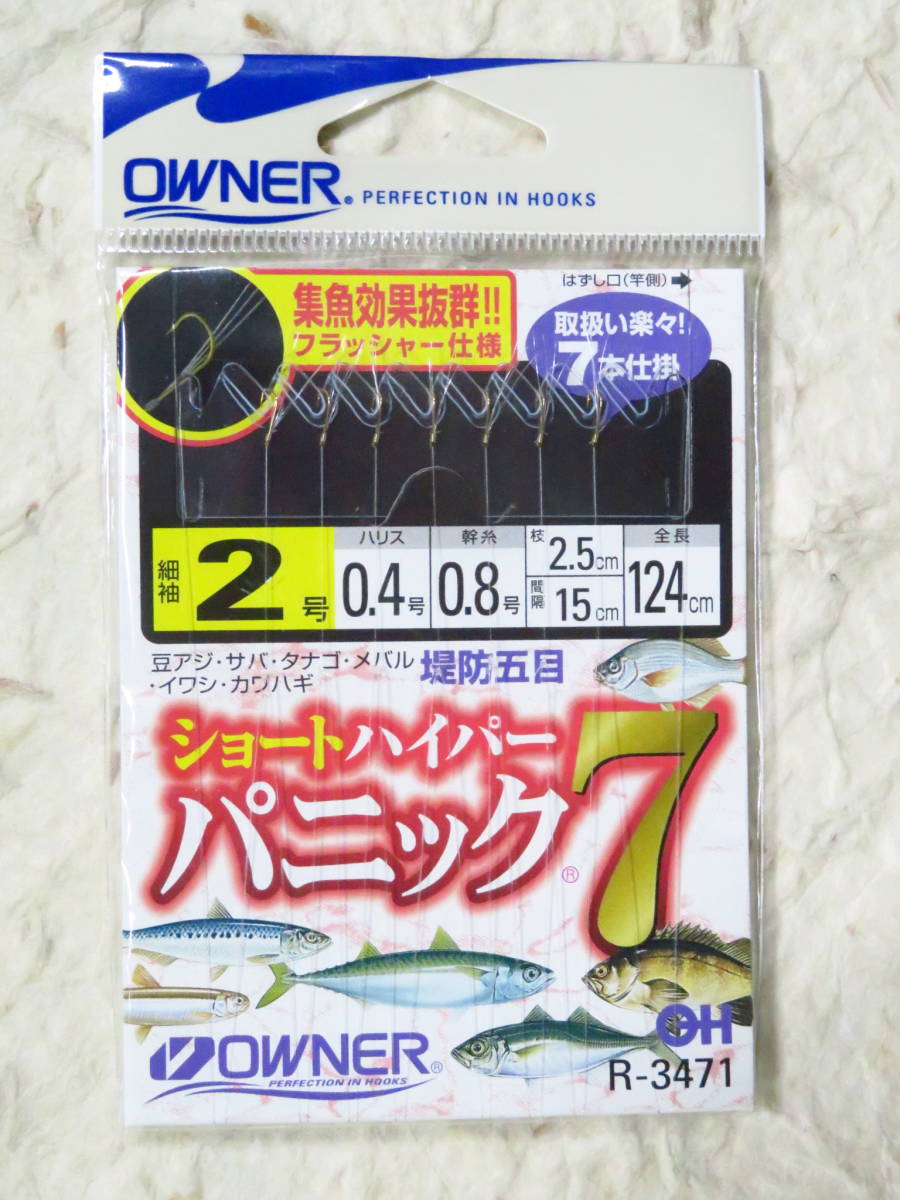 OWNER® PERFECTION IN HOOKS
はずし口(竿側)➡
集魚効果抜群!!
フラッシャー仕様
取扱い楽々!
7本仕掛
細袖 2号
ハリス 0.4号
幹糸 0.8号
枝 2.5cm
間隔 15cm
全長 124cm
豆アジ・サバ・タナゴ・メバル
・イワシ・カワハギ
堤防五目
ショートハイパー
パニック®7
OWNER®
PERFECTION IN HOOKS
OH
R-3471